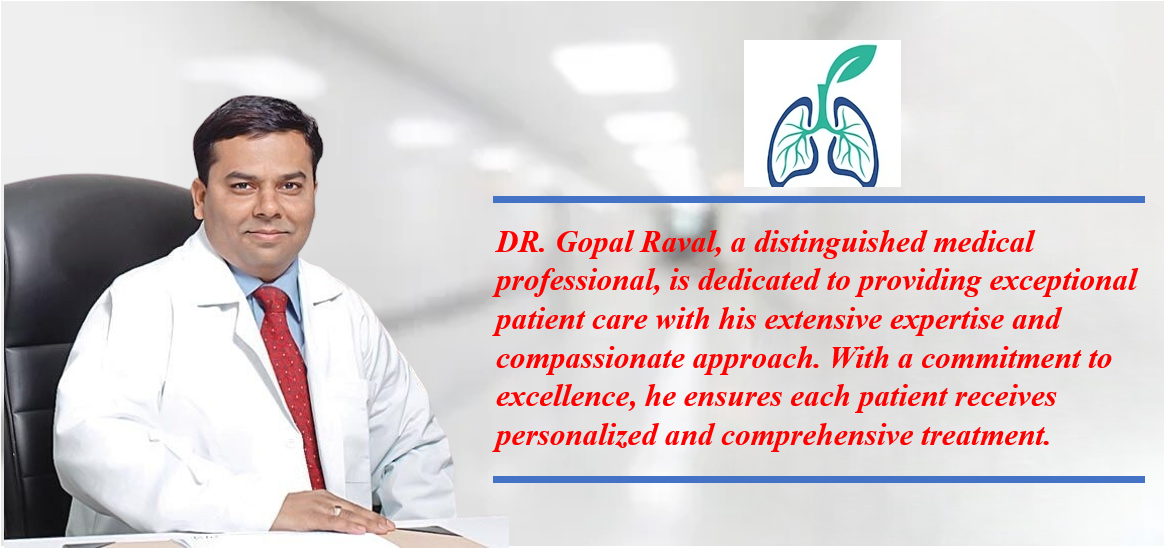 DR. Gopal Raval, a distinguished medical
professional, is dedicated to providing exceptional
patient care with his extensive expertise and
compassionate approach. With a commitment to
excellence, he ensures each patient receives
personalized and comprehensive treatment.